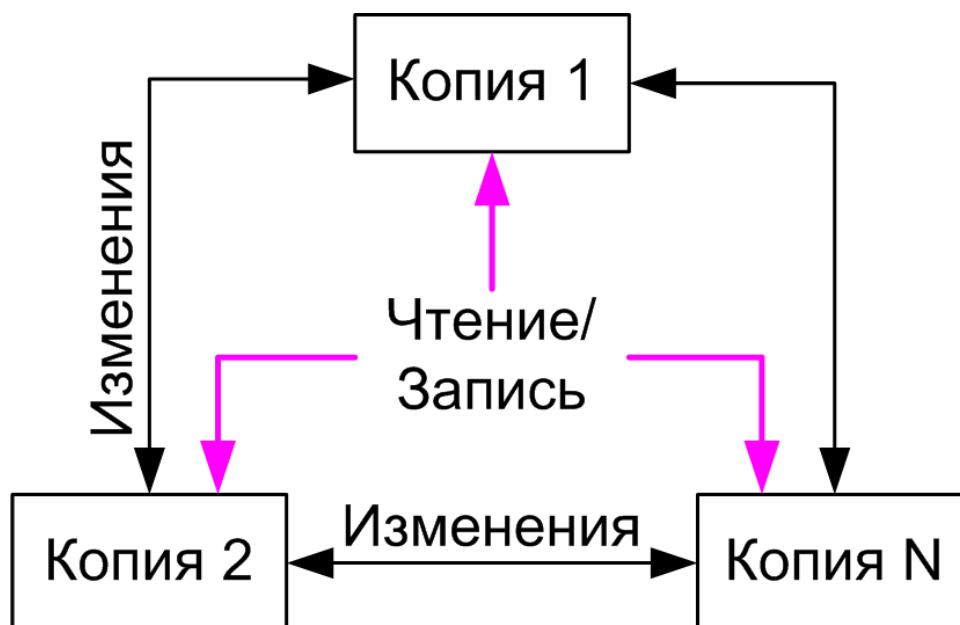 Копия 1
Изменения
Чтение/
Запись
Изменения
Копия 2
Копия N